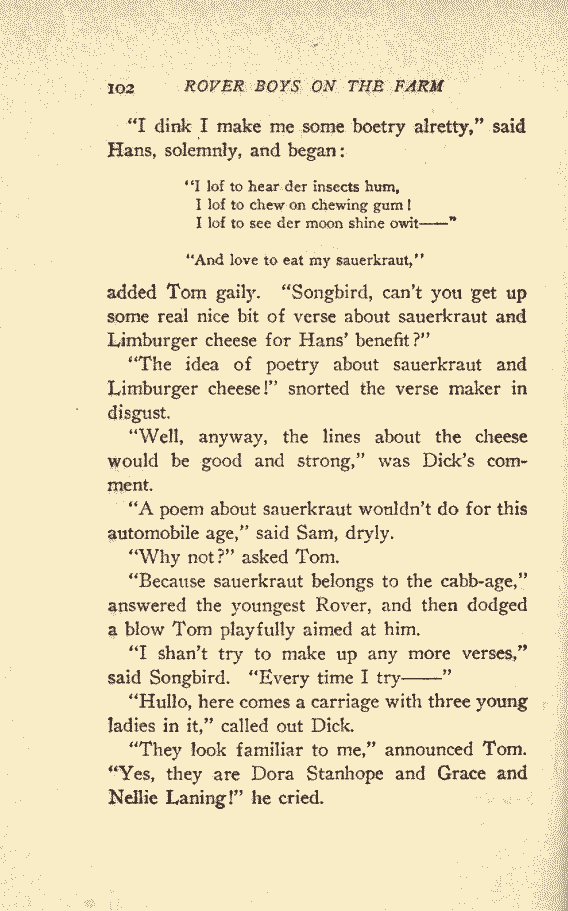 102 ROVER BOYS ON THE FARM
“I dink I make me some boetry alretty,” said
Hans, solemnly, and began:
“I lof to hear der insects hum,
I lof to chew on chewing gum!
I lof to see der moon shine owit——”
“And love to eat my sauerkraut,”
added Tom gaily. “Songbird, can’t you get up
some real nice bit of verse about sauerkraut and
Limburger cheese for Hans’ benefit?”
“The idea of poetry about sauerkraut and
Limburger cheese!” snorted the verse maker in
disgust.
“Well, anyway, the lines about the cheese
would be good and strong,” was Dick’s com-
ment.
“A poem about sauerkraut wouldn’t do for this
automobile age,” said Sam, dryly.
“Why not?” asked Tom.
“Because sauerkraut belongs to the cabb-age,”
answered the youngest Rover, and then dodged
a blow Tom playfully aimed at him.
“I shan’t try to make up any more verses,”
said Songbird. “Every time I try——”
“Hullo, here comes a carriage with three young
ladies in it,” called out Dick.
“They look familiar to me,” announced Tom.
“Yes, they are Dora Stanhope and Grace and
Nellie Laning!” he cried.